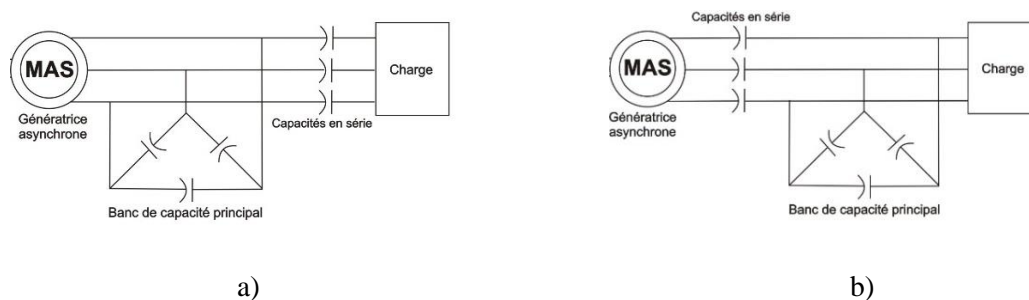 MAS
Génératrice
asynchrone
Capacités en série
Charge
Banc de capacité principal
a)
Capacités en série
MAS
Génératrice
asynchrone
Charge
Banc de capacité principal
b)